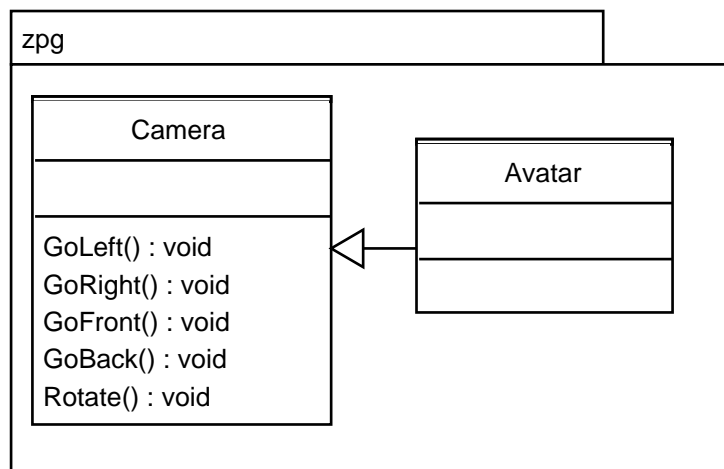 zpg
Camera
GoLeft() : void
GoRight() : void
GoFront() : void
GoBack() : void
Rotate() : void
Avatar